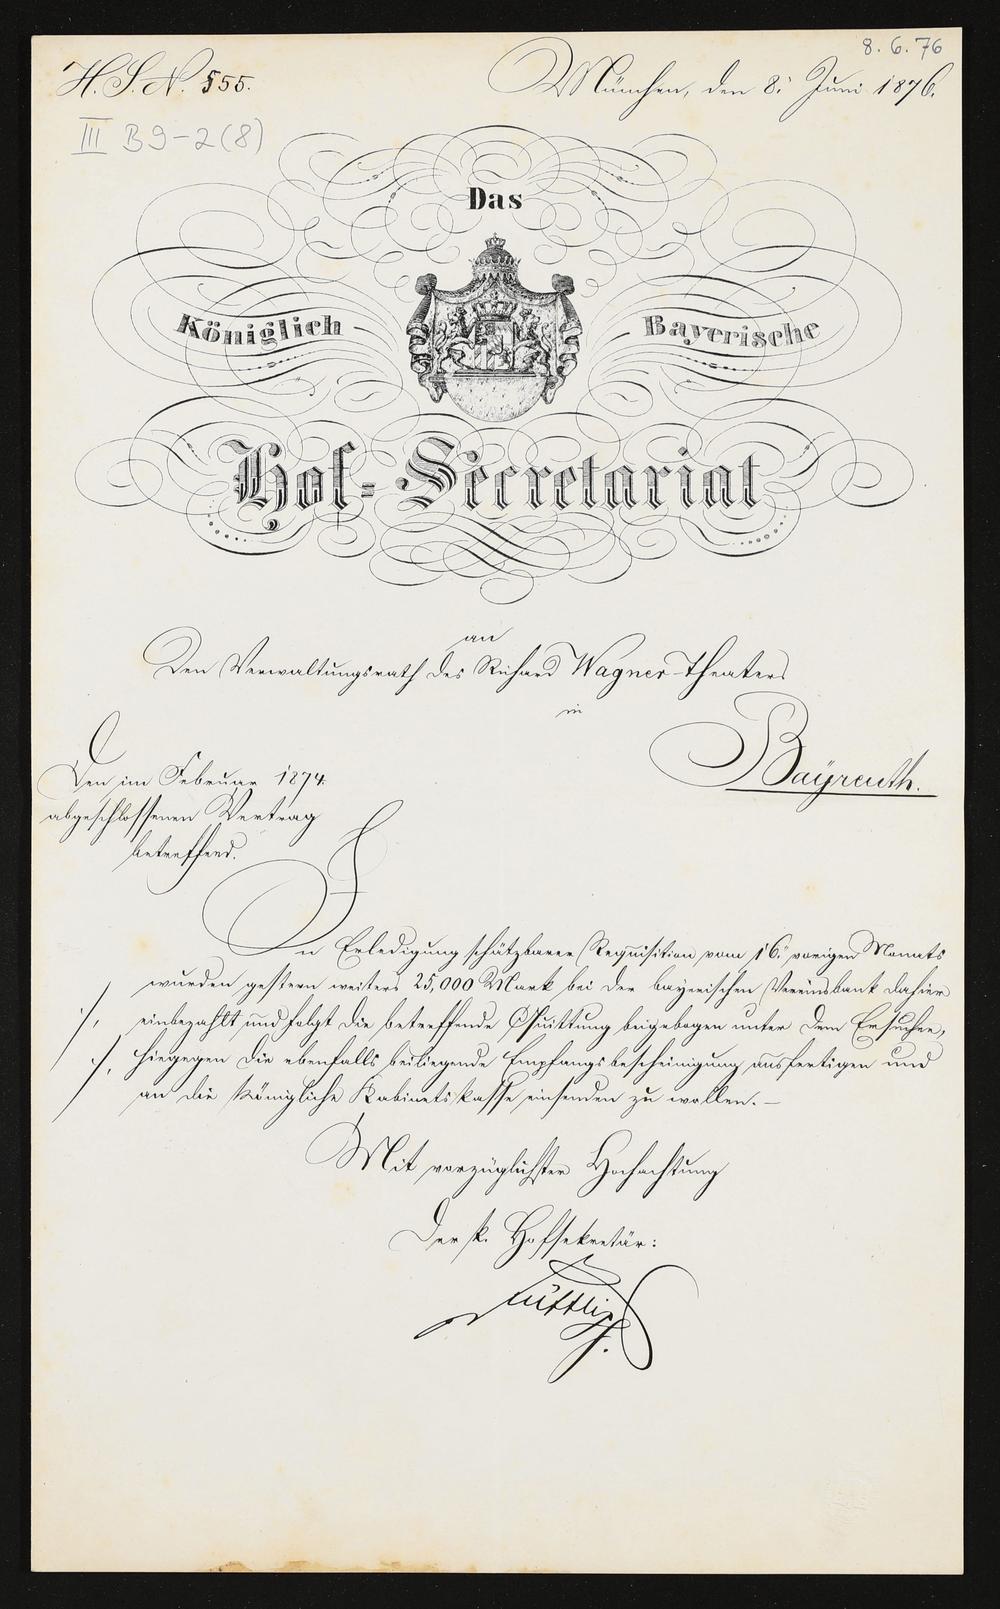 8. 6. 76
H. S. N. 555.
München, den 8. Juni 1876.
III B 9-2(8)
Das
Königlich Bayerische
Hof-Secretariat
an
Den Verwaltungsrath des Richard Wagner-Theaters
in
Bayreuth.
Den im Februar 1874.
abgeschlossenen Vertrag
betreffend.
In Erledigung schätzbarer Requisition vom 16. vorigen Monats
wurden gestern weiters 25,000 Mark bei der bayerischen Vereinsbank dahier
./. einbezahlt und folgt die betreffende Quittung beigebogen unter dem Ersuchen,
./. hiegegen die ebenfalls beiliegende Empfangsbescheinigung ausfertigen und
an die Königliche Kabinetskasse einsenden zu wollen. –
Mit vorzüglichster Hochachtung
Der k. Hofsekretär: